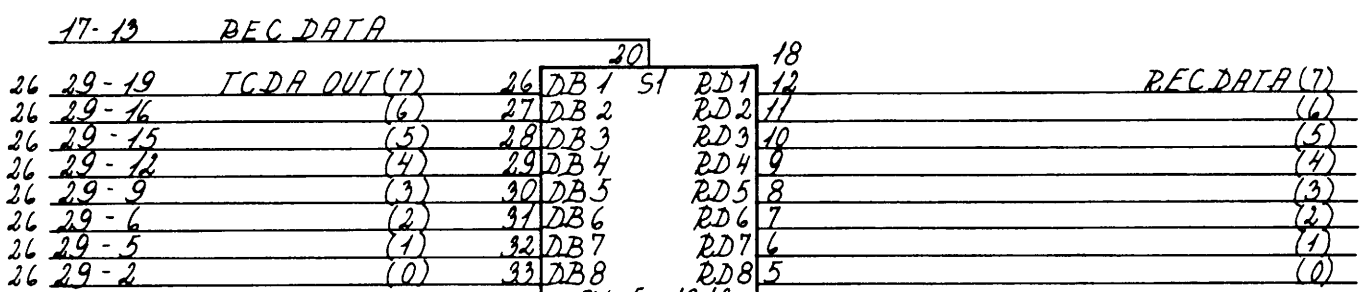 17-13 REC DATA
20 18
26 29-19 TCDA OUT(7) 26 DB1 S1 RD1 12 REC DATA(7)
26 29-16 (6) 27 DB2 RD2 11 (6)
26 29-15 (5) 28 DB3 RD3 10 (5)
26 29-12 (4) 29 DB4 RD4 9 (4)
26 29-9 (3) 30 DB5 RD5 8 (3)
26 29-6 (2) 31 DB6 RD6 7 (2)
26 29-5 (1) 32 DB7 RD7 6 (1)
26 29-2 (0) 33 DB8 RD8 5 (0)